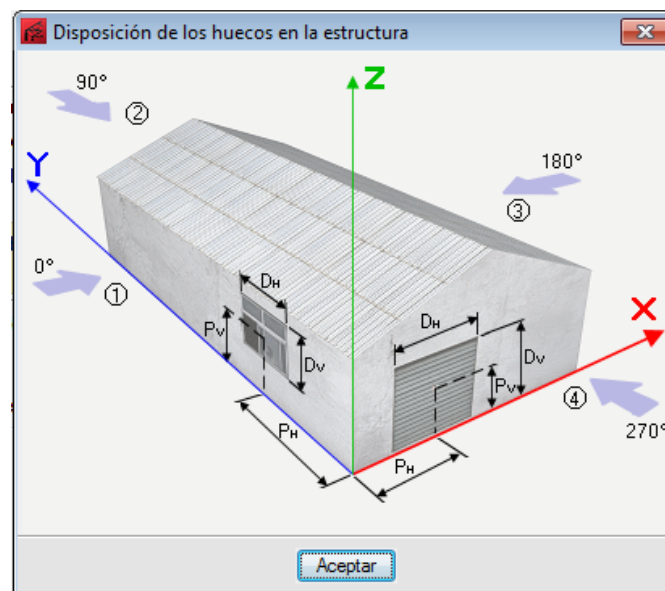 Disposición de los huecos en la estructura
90°
Z
②
Y
180°
③
0°
DH
①
X
PV
DH
DV
DV
PV
④
PH
270°
PH
Aceptar